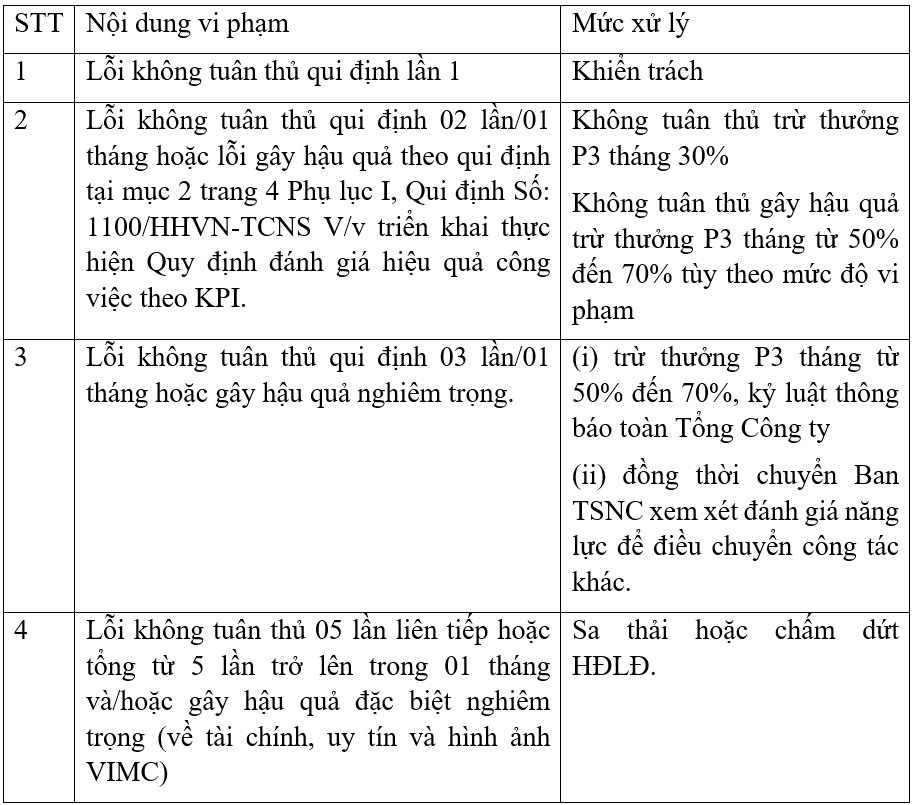 STT Nội dung vi phạm Mức xử lý
1 Lỗi không tuân thủ qui định lần 1 Khiển trách
2 Lỗi không tuân thủ qui định 02 lần/01
tháng hoặc lỗi gây hậu quả theo qui định
tại mục 2 trang 4 Phụ lục I, Qui định Số:
1100/HHVN-TCNS V/v triển khai thực
hiện Quy định đánh giá hiệu quả công
việc theo KPI.
Không tuân thủ trừ thưởng
P3 tháng 30%
Không tuân thủ gây hậu quả
trừ thưởng P3 tháng từ 50%
đến 70% tùy theo mức độ vi
phạm
3 Lỗi không tuân thủ qui định 03 lần/01
tháng hoặc gây hậu quả nghiêm trọng.
(i) trừ thưởng P3 tháng từ
50% đến 70%, kỷ luật thông
báo toàn Tổng Công ty
(ii) đồng thời chuyển Ban
TSNC xem xét đánh giá năng
lực để điều chuyển công tác
khác.
4 Lỗi không tuân thủ 05 lần liên tiếp hoặc
tổng từ 5 lần trở lên trong 01 tháng
và/hoặc gây hậu quả đặc biệt nghiêm
trọng (về tài chính, uy tín và hình ảnh
VIMC)
Sa thải hoặc chấm dứt
HĐLĐ.